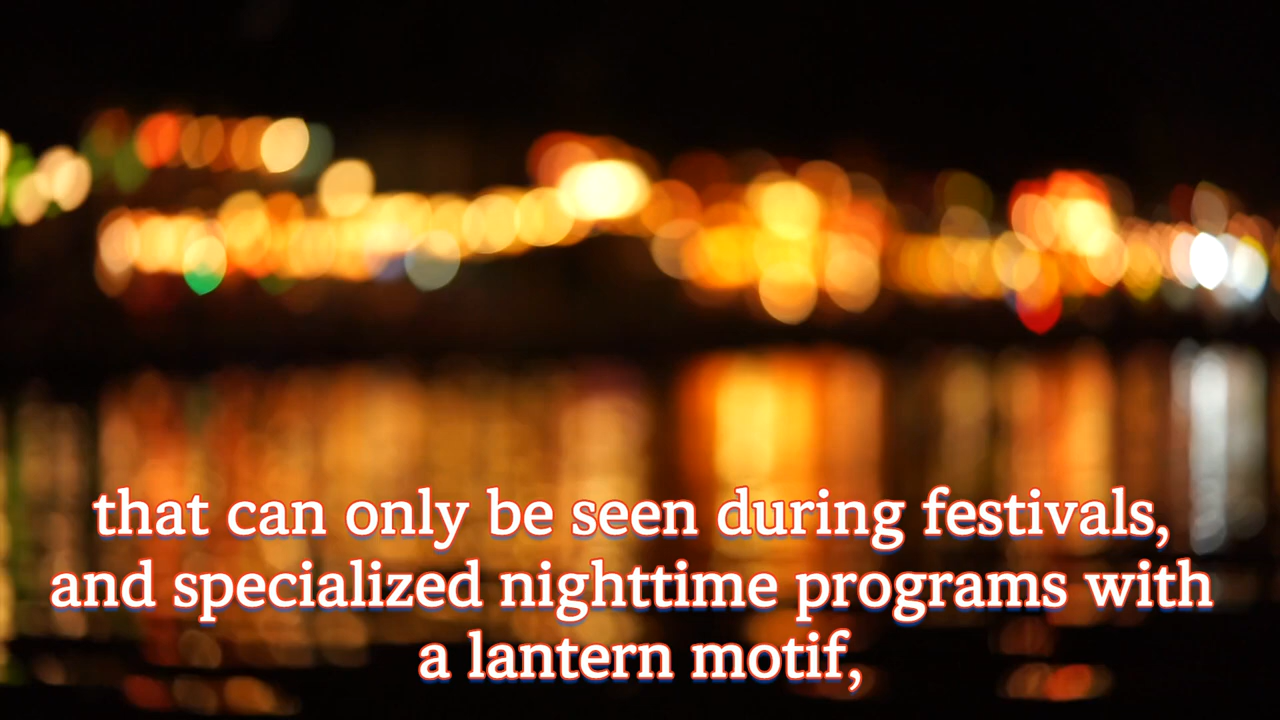 that can only be seen during festivals,
and specialized nighttime programs with
a lantern motif,